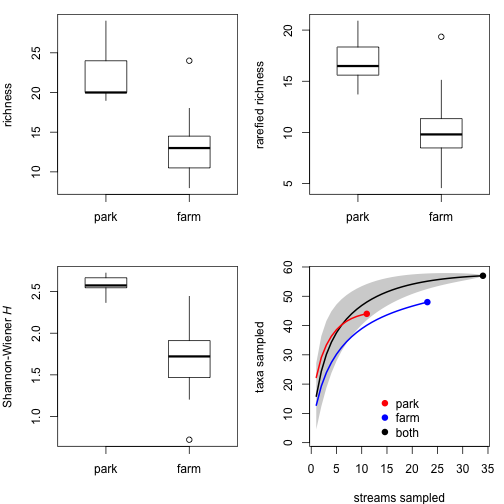 richness
10
15
20
25
park
farm
rarefied richness
5
10
15
20
park
farm
Shannon-Wiener H
1.0
1.5
2.0
2.5
park
farm
taxa sampled
0
10
20
30
40
50
60
park
farm
both
0 5 10 15 20 25 30 35
streams sampled